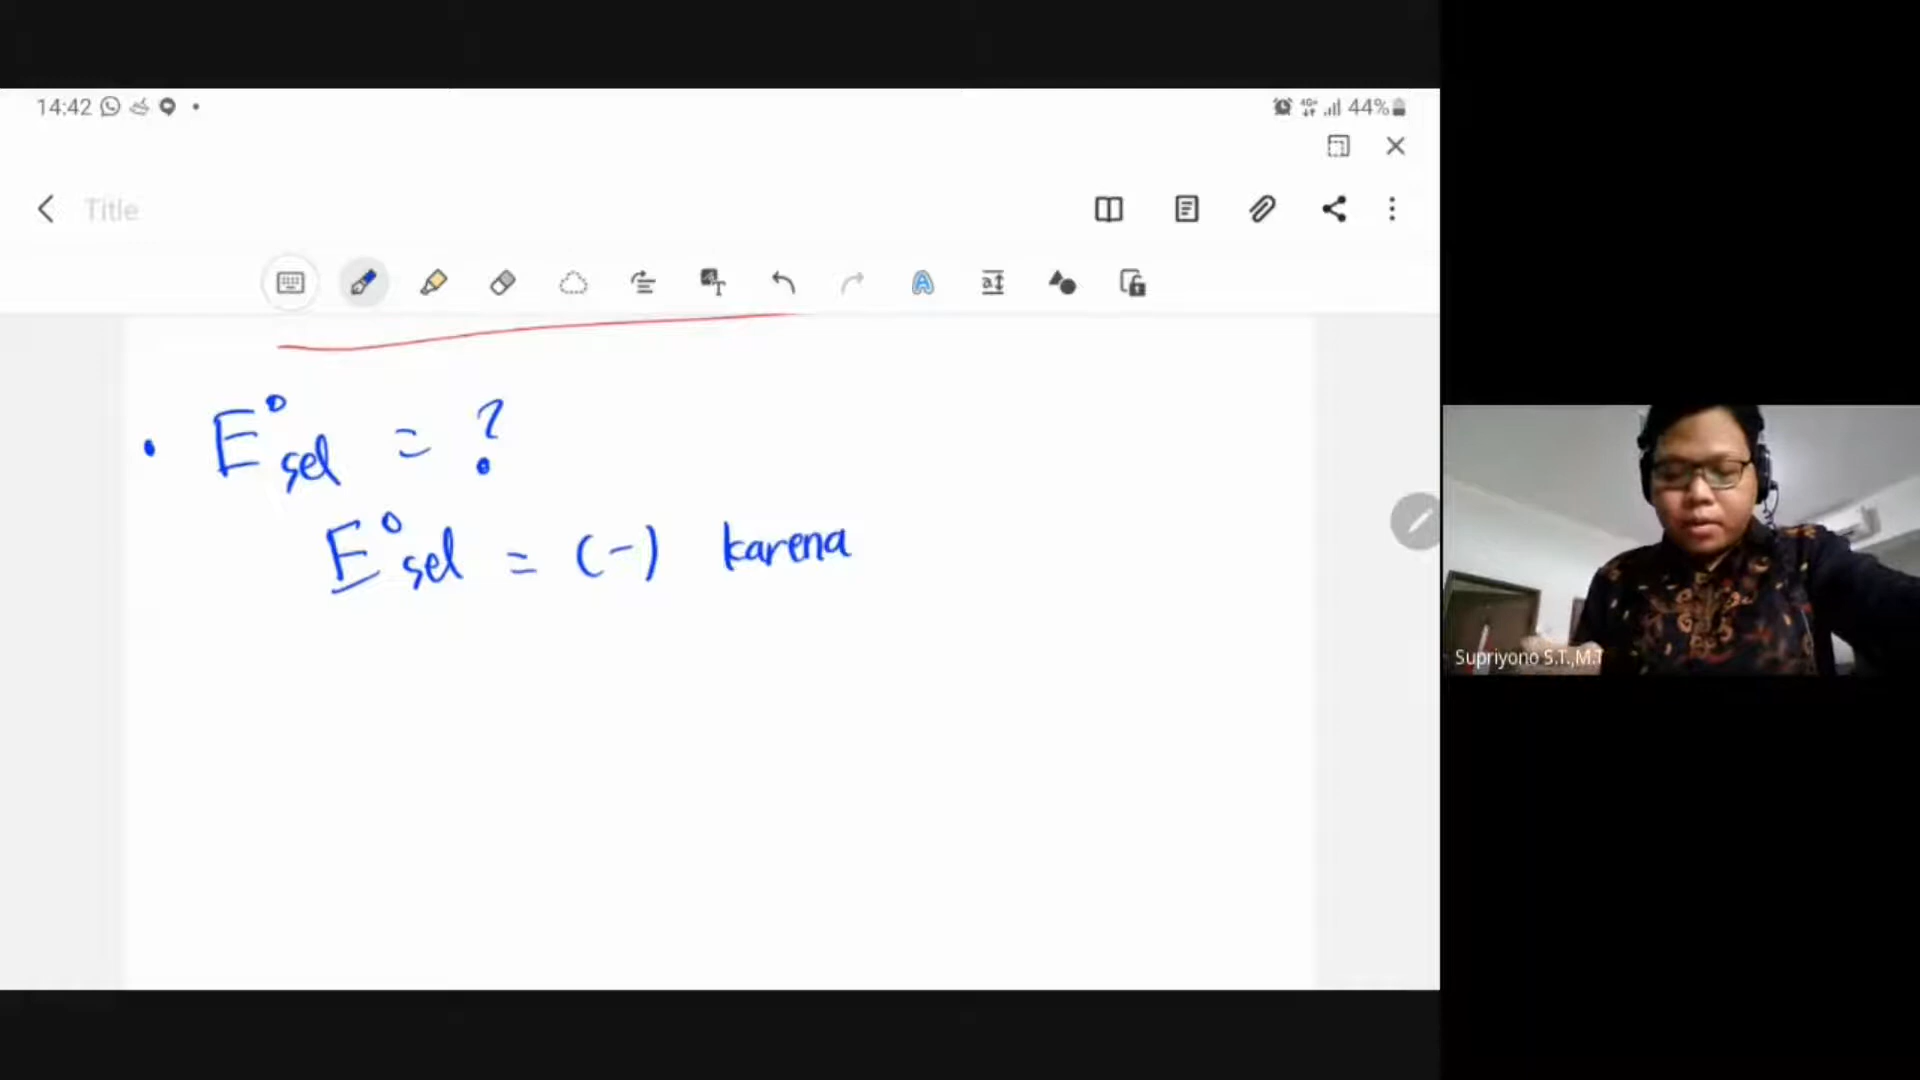 14:42
44%
Title
• E°sel = ?
E°sel = (-) karena
Supriyono S.T.,M.T